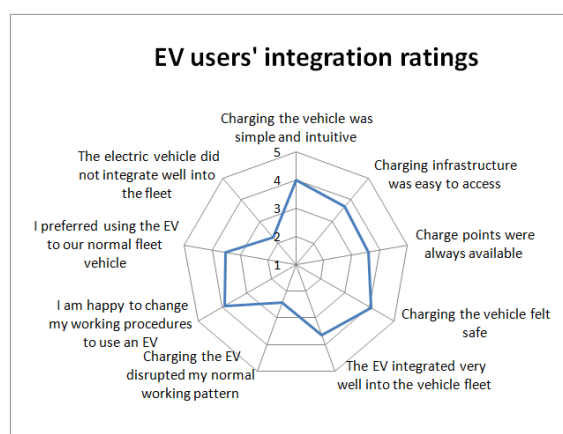 EV users' integration ratings
Charging the vehicle was
simple and intuitive
Charging infrastructure
was easy to access
Charge points were
always available
Charging the vehicle felt
safe
The EV integrated very
well into the vehicle fleet
Charging the EV
disrupted my normal
working pattern
I am happy to change
my working procedures
to use an EV
I preferred using the EV
to our normal fleet
vehicle
The electric vehicle did
not integrate well into
the fleet
5
4
3
2
1